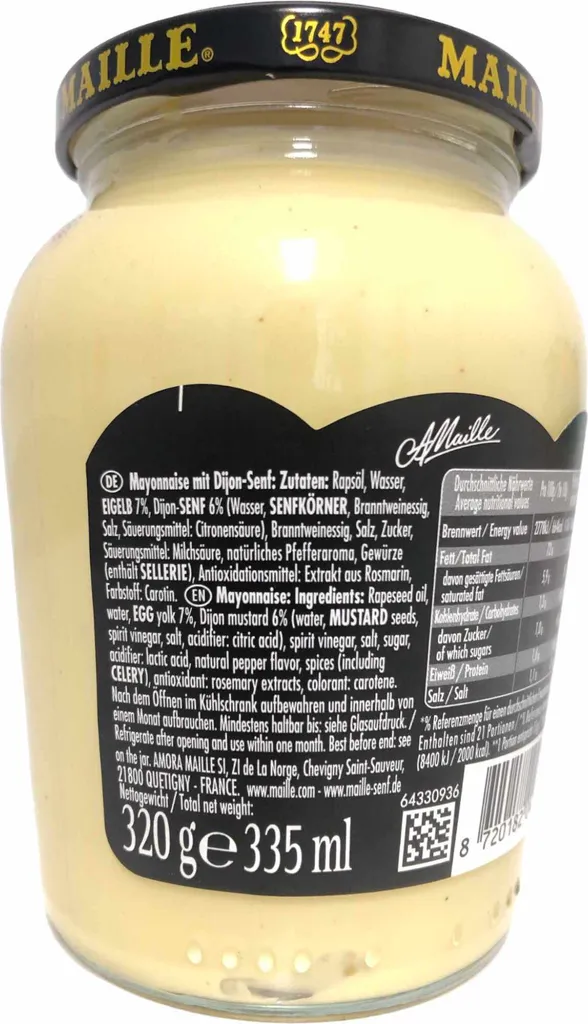 MAILLE®
1747
MAILL
A Maille
DE Mayonnaise mit Dijon-Senf: Zutaten: Rapsöl, Wasser,
EIGELB 7%, Dijon-SENF 6% (Wasser, SENFKÖRNER, Branntweinessig,
Salz, Säuerungsmittel: Citronensäure), Branntweinessig, Salz, Zucker,
Säuerungsmittel: Milchsäure, natürliches Pfefferaroma, Gewürze
(enthält SELLERIE), Antioxidationsmittel: Extrakt aus Rosmarin,
Farbstoff: Carotin. EN Mayonnaise: Ingredients: Rapeseed oil,
water, EGG yolk 7%, Dijon mustard 6% (water, MUSTARD seeds,
spirit vinegar, salt, acidifier: citric acid), spirit vinegar, salt, sugar,
acidifier: lactic acid, natural pepper flavor, spices (including
CELERY), antioxidant: rosemary extracts, colorant: carotene.
Nach dem Öffnen im Kühlschrank aufbewahren und innerhalb von
einem Monat aufbrauchen. Mindestens haltbar bis: siehe Glasaufdruck. /
Refrigerate after opening and use within one month. Best before end: see
on the jar. AMORA MAILLE SI, ZI de La Norge, Chevigny Saint-Sauveur,
21800 QUETIGNY - FRANCE. www.maille.com - www.maille-senf.de
Nettogewicht / Total net weight:
320 g e 335 ml
Durchschnittliche Nährwerte
Average nutritional values
Brennwert / Energy value
Fett / Total Fat
davon gesättigte Fettsäuren/
saturated fat
Kohlenhydrate / Carbohydrates
davon Zucker/
of which sugars
Eiweiß / Protein
Salz / Salt
*% Referenzmenge für einen durchschnittlichen
Enthalten sind 21 Portionen /
(8400 kJ / 2000 kcal).
64330936
8 720182